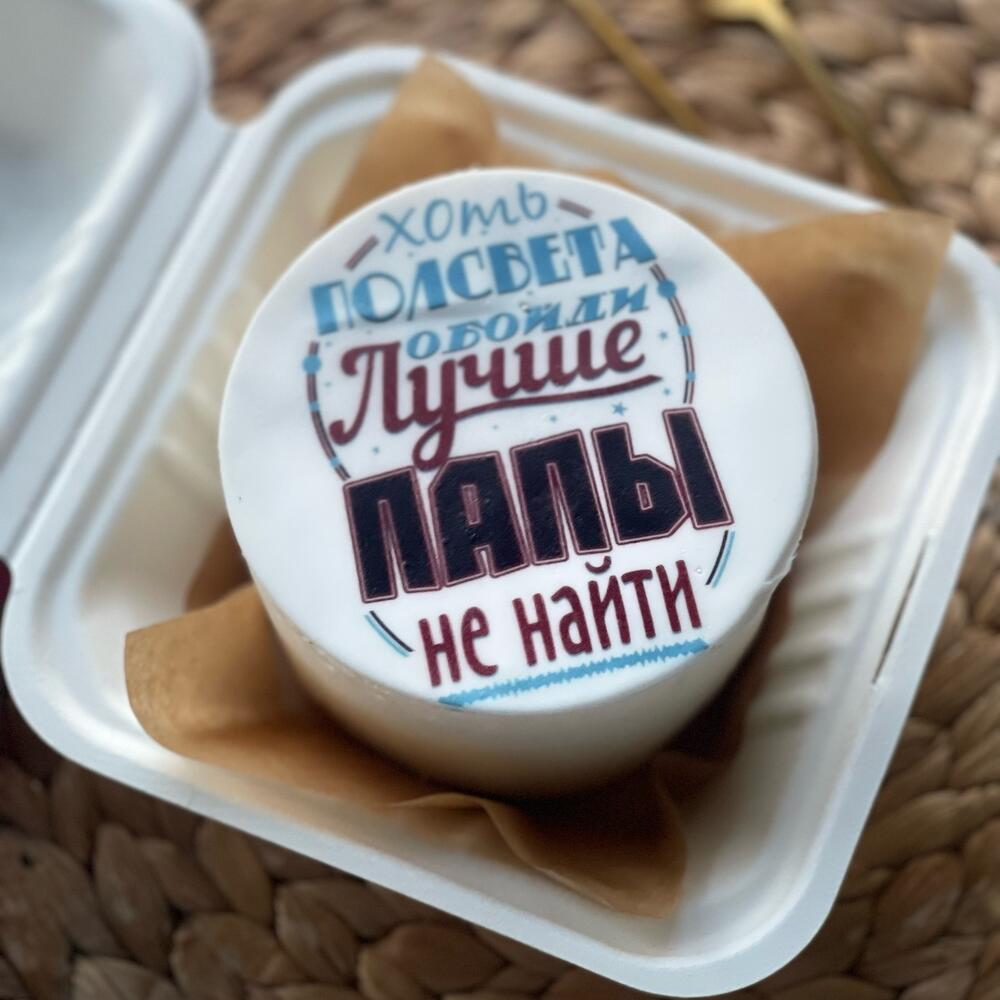 хоть
ПОЛСВЕТА
ОБОЙДИ
Лучше
ПАПЫ
не найти